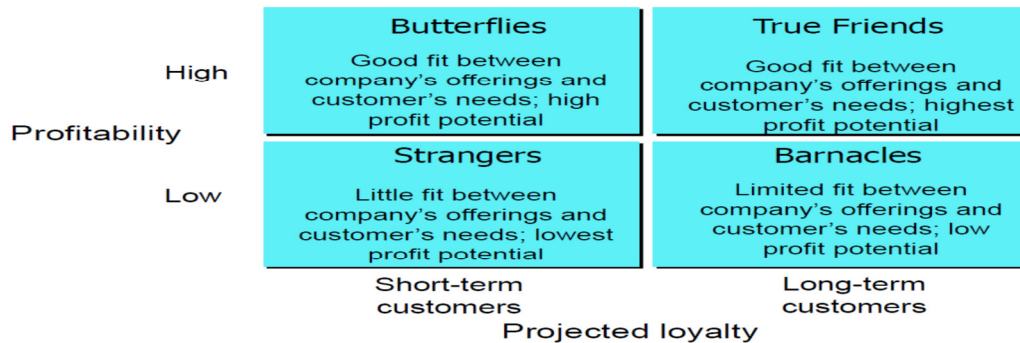 Butterflies
Good fit between
company's offerings and
customer's needs; high
profit potential
True Friends
Good fit between
company's offerings and
customer's needs; highest
profit potential
High
Profitability
Strangers
Little fit between
company's offerings and
customer's needs; lowest
profit potential
Barnacles
Limited fit between
company's offerings and
customer's needs; low
profit potential
Low
Short-term
customers
Long-term
customers
Projected loyalty